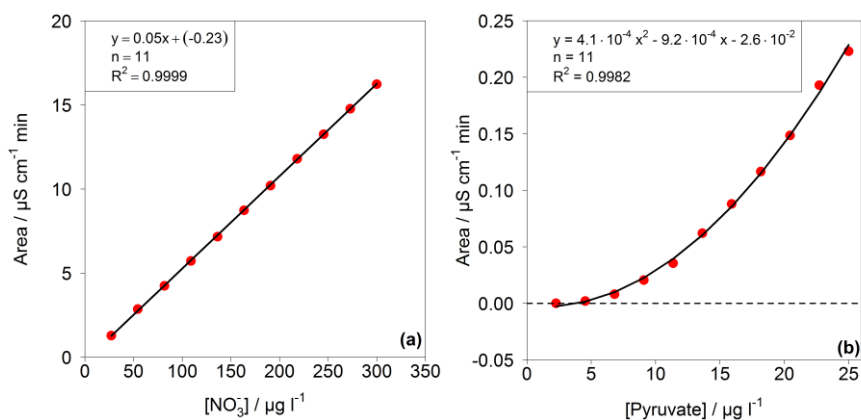 y = 0.05x + (-0.23)
n = 11
R² = 0.9999
20
15
10
5
0
0 50 100 150 200 250 300 350
Area / µS cm⁻¹ min
[NO₃⁻] / µg l⁻¹
(a)
y = 4.1 · 10⁻⁴ x² - 9.2 · 10⁻⁴ x - 2.6 · 10⁻²
n = 11
R² = 0.9982
0.25
0.20
0.15
0.10
0.05
0.00
-0.05
0 5 10 15 20 25
Area / µS cm⁻¹ min
[Pyruvate] / µg l⁻¹
(b)